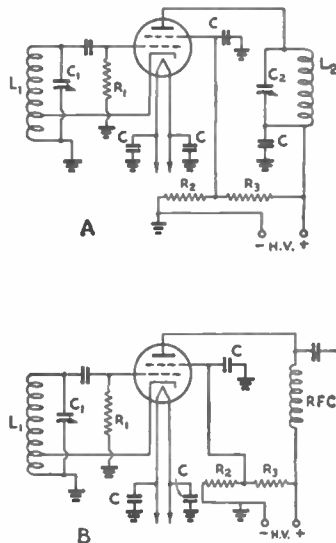 C
L₁ C₁ R₁ C₂ L₂
C C C
R₂ R₃
A
- H.V. +
C
L₁ C₁ R₁ RFC
C C R₂ R₃
- H.V. +
B